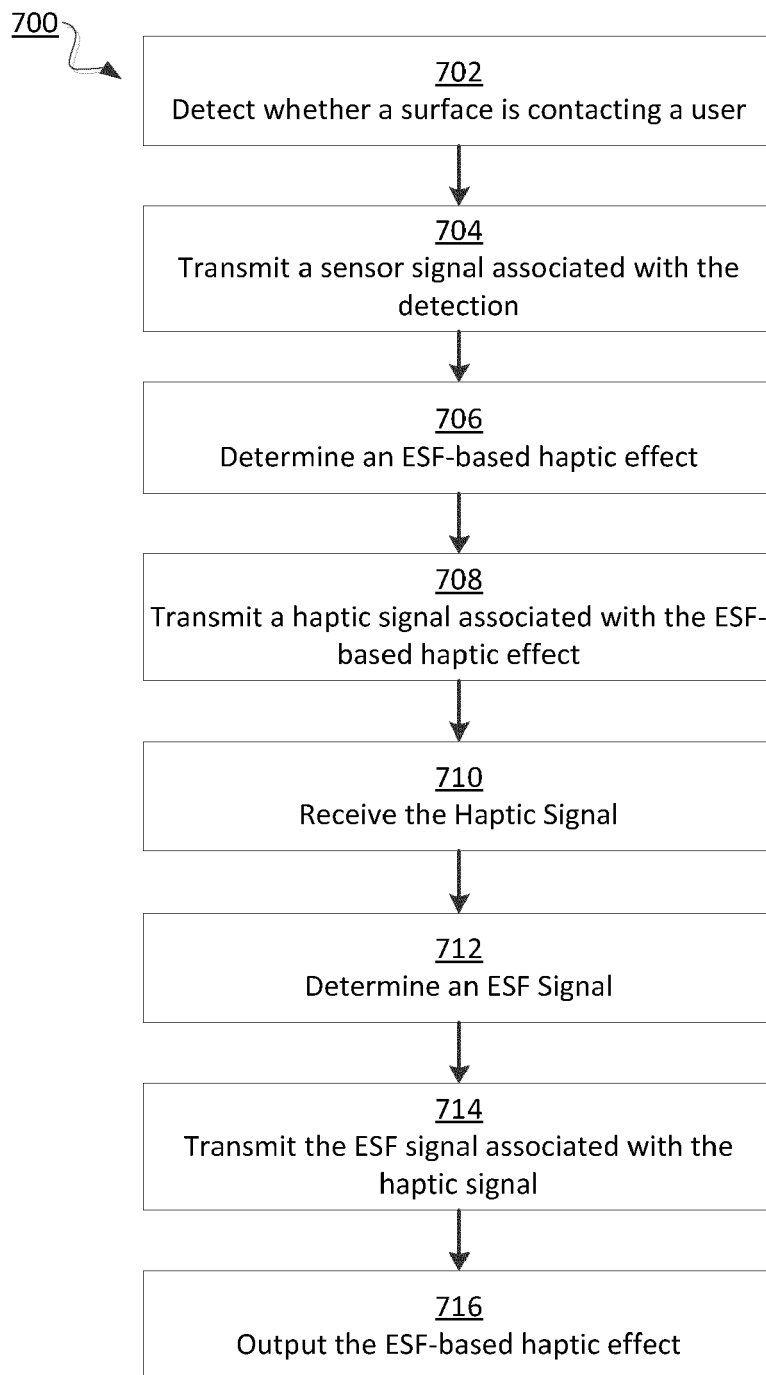 700
702
Detect whether a surface is contacting a user
704
Transmit a sensor signal associated with the
detection
706
Determine an ESF-based haptic effect
708
Transmit a haptic signal associated with the ESF-
based haptic effect
710
Receive the Haptic Signal
712
Determine an ESF Signal
714
Transmit the ESF signal associated with the
haptic signal
716
Output the ESF-based haptic effect